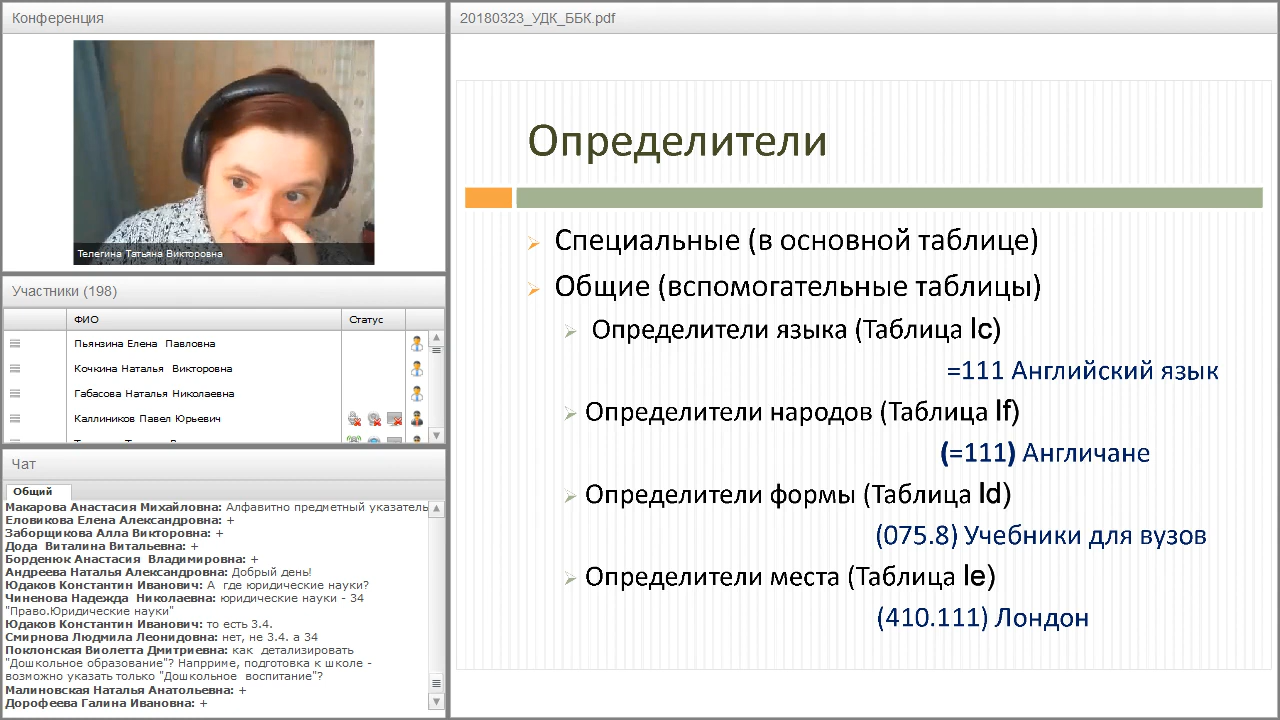 Конференция
Телегина Татьяна Викторовна
Участники (198)
ФИО Статус
Пьянзина Елена Павловна
Кочкина Наталья Викторовна
Габасова Наталья Николаевна
Каллиников Павел Юрьевич
Чат
Общий
Макарова Анастасия Михайловна: Алфавитно предметный указатель
Еловикова Елена Александровна: +
Заборщикова Алла Викторовна: +
Дода Виталина Витальевна: +
Борденюк Анастасия Владимировна: +
Андреева Наталья Александровна: Добрый день!
Юдаков Константин Иванович: А где юридические науки?
Чиненова Надежда Николаевна: юридические науки - 34
"Право.Юридические науки"
Юдаков Константин Иванович: то есть 3.4.
Смирнова Людмила Леонидовна: нет, не 3.4. а 34
Поклонская Виолетта Дмитриевна: как детализировать
"Дошкольное образование"? Напрриме, подготовка к школе -
возможно указать только "Дошкольное воспитание"?
Малиновская Наталья Анатольевна: +
Дорофеева Галина Ивановна: +
20180323_УДК_ББК.pdf
Определители
Специальные (в основной таблице)
Общие (вспомогательные таблицы)
Определители языка (Таблица Ic)
=111 Английский язык
Определители народов (Таблица If)
(=111) Англичане
Определители формы (Таблица Id)
(075.8) Учебники для вузов
Определители места (Таблица Ie)
(410.111) Лондон